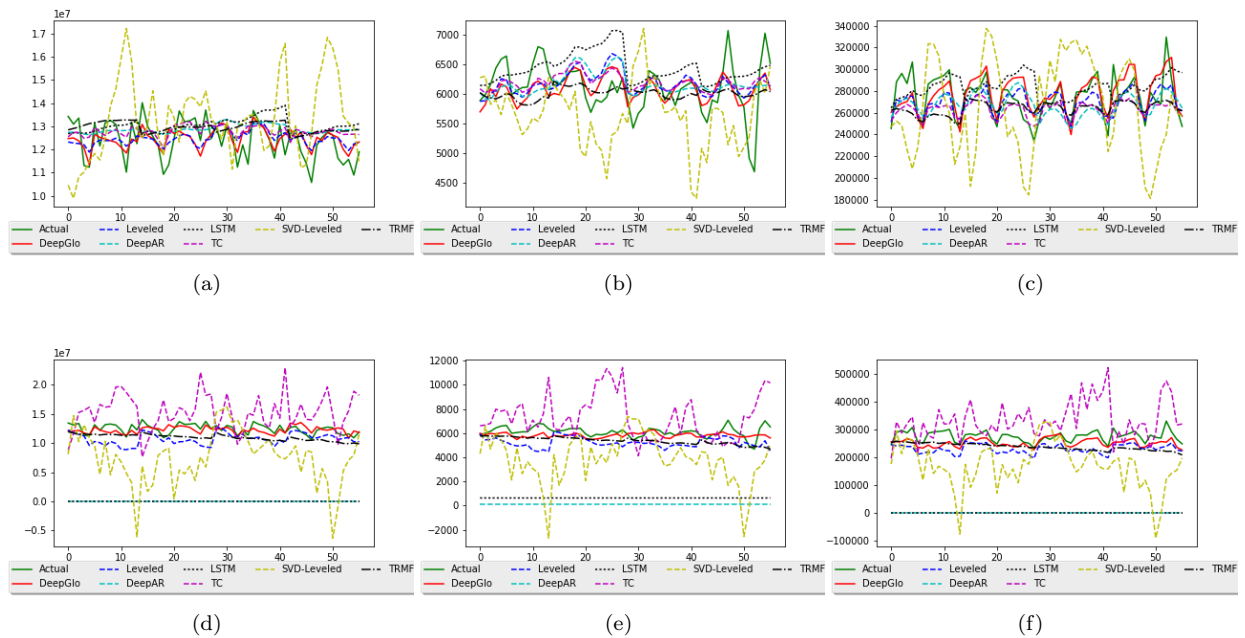 1e7
1.7
1.6
1.5
1.4
1.3
1.2
1.1
1.0
0 10 20 30 40 50
Actual Leveled LSTM SVD-Leveled TRMF
DeepGlo DeepAR TC
(a)
7000
6500
6000
5500
5000
4500
0 10 20 30 40 50
Actual Leveled LSTM SVD-Leveled TRMF
DeepGlo DeepAR TC
(b)
340000
320000
300000
280000
260000
240000
220000
200000
180000
0 10 20 30 40 50
Actual Leveled LSTM SVD-Leveled TRMF
DeepGlo DeepAR TC
(c)
1e7
2.0
1.5
1.0
0.5
0.0
−0.5
0 10 20 30 40 50
Actual Leveled LSTM SVD-Leveled TRMF
DeepGlo DeepAR TC
(d)
12000
10000
8000
6000
4000
2000
0
−2000
0 10 20 30 40 50
Actual Leveled LSTM SVD-Leveled TRMF
DeepGlo DeepAR TC
(e)
500000
400000
300000
200000
100000
0
−100000
0 10 20 30 40 50
Actual Leveled LSTM SVD-Leveled TRMF
DeepGlo DeepAR TC
(f)